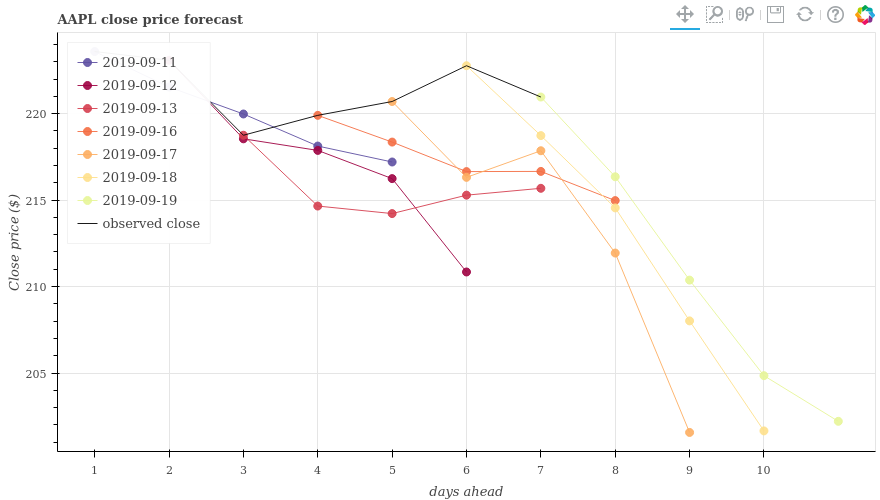 AAPL close price forecast
2019-09-11
2019-09-12
2019-09-13
2019-09-16
2019-09-17
2019-09-18
2019-09-19
observed close
Close price ($)
220
215
210
205
1 2 3 4 5 6 7 8 9 10
days ahead